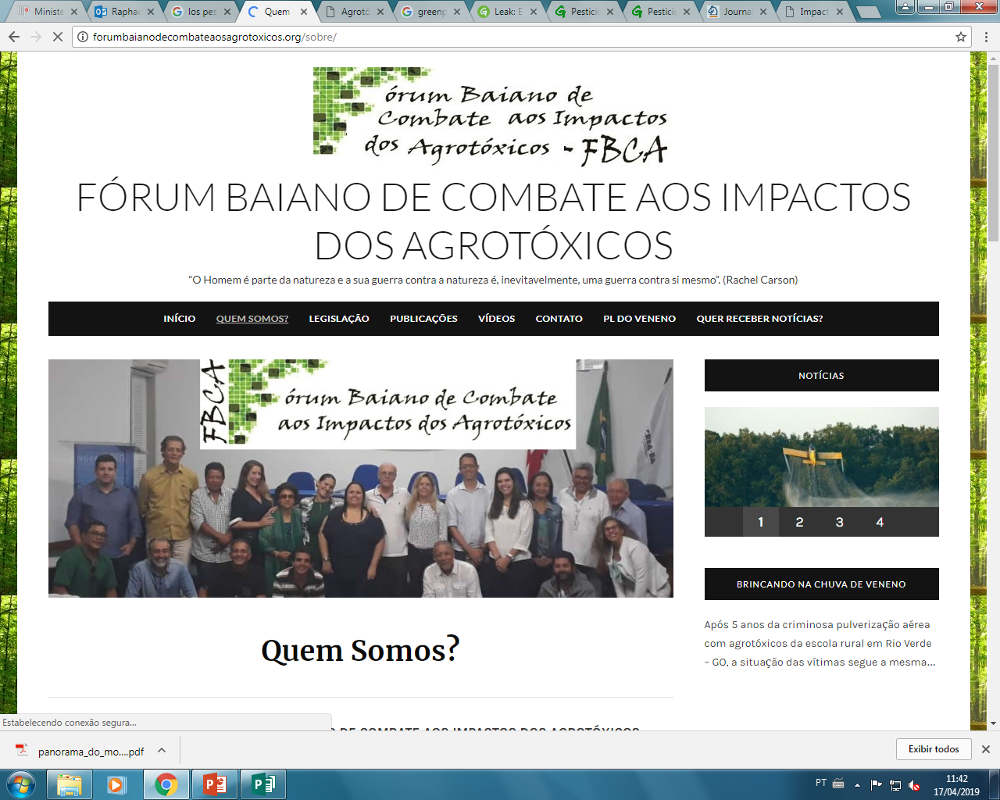 Ministé
Raphae
los pes
Quem
Agrotó
greenp
Leak: E
Pesticio
Pesticio
Journa
Impact
forumbaianodecombateaosagrotoxicos.org/sobre/
órum Baiano de
Combate aos Impactos
dos Agrotóxicos - FBCA
FÓRUM BAIANO DE COMBATE AOS IMPACTOS
DOS AGROTÓXICOS
“O Homem é parte da natureza e a sua guerra contra a natureza é, inevitavelmente, uma guerra contra si mesmo”. (Rachel Carson)
INÍCIO QUEM SOMOS? LEGISLAÇÃO PUBLICAÇÕES VÍDEOS CONTATO PL DO VENENO QUER RECEBER NOTÍCIAS?
FBCA
órum Baiano de Combate
aos Impactos dos Agrotóxicos
Quem Somos?
NOTÍCIAS
1 2 3 4
BRINCANDO NA CHUVA DE VENENO
Após 5 anos da criminosa pulverização aérea
com agrotóxicos da escola rural em Rio Verde
– GO, a situação das vítimas segue a mesma...
O DE COMBATE AOS IMPACTOS DOS AGROTÓXICOS
Estabelecendo conexão segura...
panorama_do_mo....pdf
Exibir todos
PT
11:42
17/04/2019